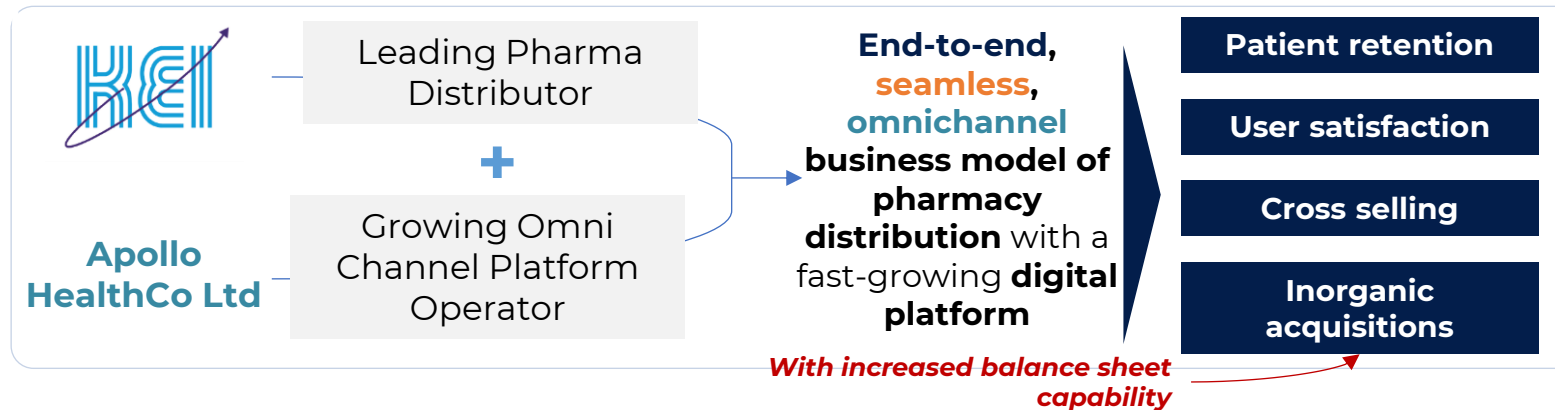 KEI
Leading Pharma
Distributor
+
Apollo
HealthCo Ltd
Growing Omni
Channel Platform
Operator
End-to-end,
seamless,
omnichannel
business model of
pharmacy
distribution with a
fast-growing digital
platform
Patient retention
User satisfaction
Cross selling
Inorganic
acquisitions
With increased balance sheet
capability